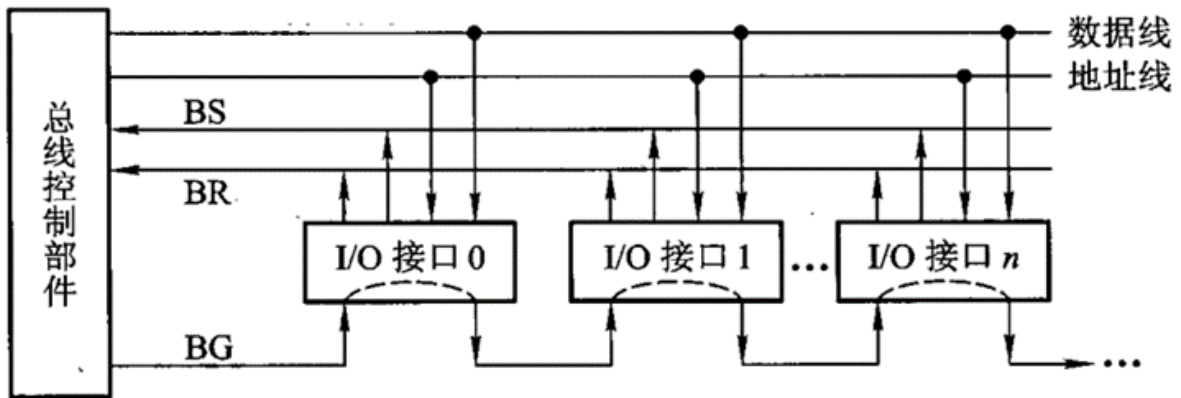 数据线
地址线
总线控制部件
BS
BR
I/O 接口 0
I/O 接口 1
...
I/O 接口 n
BG
...